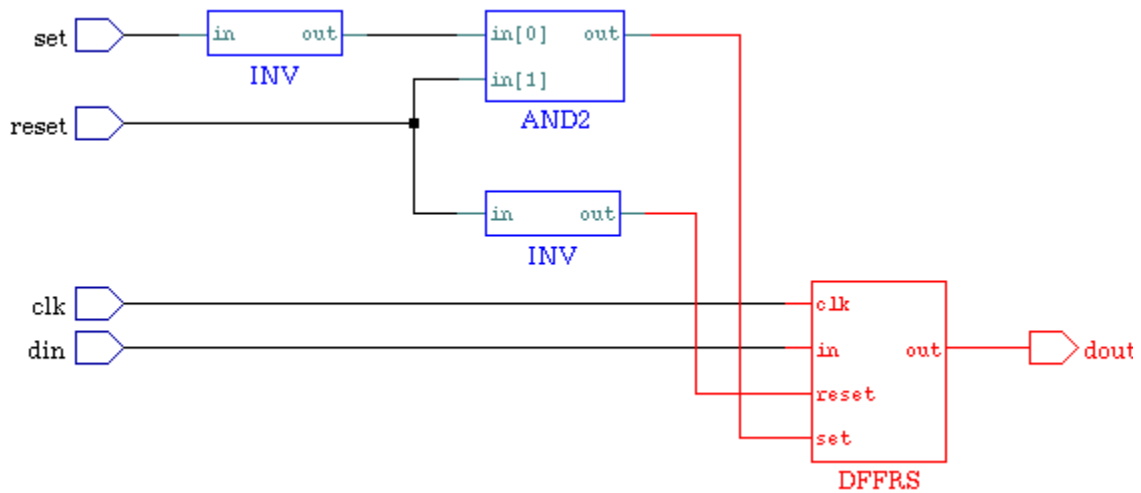 set
in
out
INV
in[0]
out
in[1]
AND2
reset
in
out
INV
clk
din
clk
in
out
reset
set
DFFRS
dout